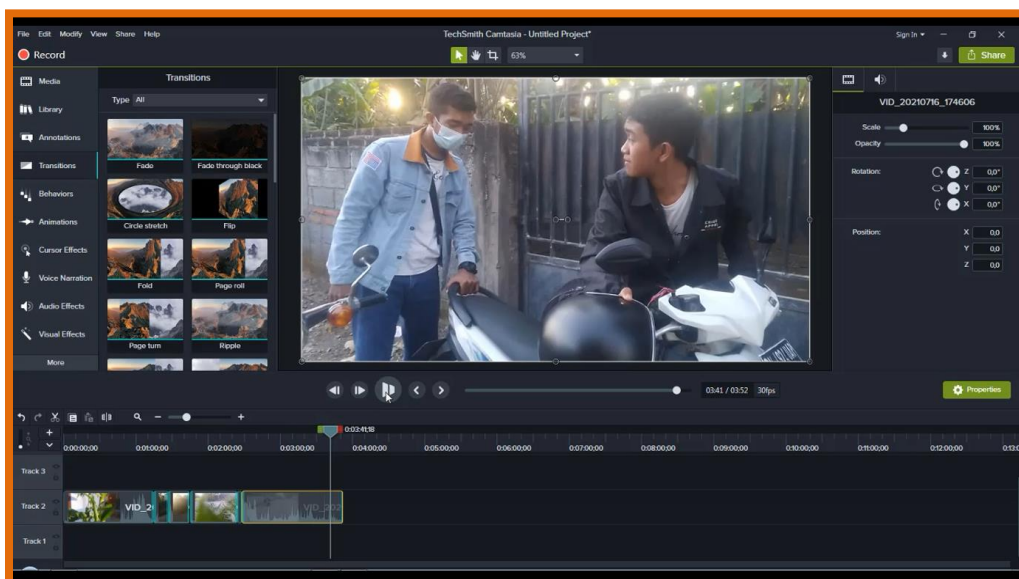 File Edit Modify View Share Help
TechSmith Camtasia - Untitled Project*
Sign In
Record
63%
Share
Media
Library
Annotations
Transitions
Behaviors
Animations
Cursor Effects
Voice Narration
Audio Effects
Visual Effects
More
Transitions
Type All
Fade Fade through black
Circle stretch Flip
Fold Page roll
Page turn Ripple
VID_20210716_174606
Scale 100%
Opacity 100%
Rotation: Z 0,0°
Y 0,0°
X 0,0°
Position: X 0,0
Y 0,0
Z 0,0
03:41 / 03:52 30fps
Properties
0:03:41;18
0:00:00;00 0:01:00;00 0:02:00;00 0:03:00;00 0:04:00;00 0:05:00;00 0:06:00;00 0:07:00;00 0:08:00;00 0:09:00;00 0:10:00;00 0:11:00;00 0:12:00;00
Track 3
Track 2
VID_2
VID_202
Track 1